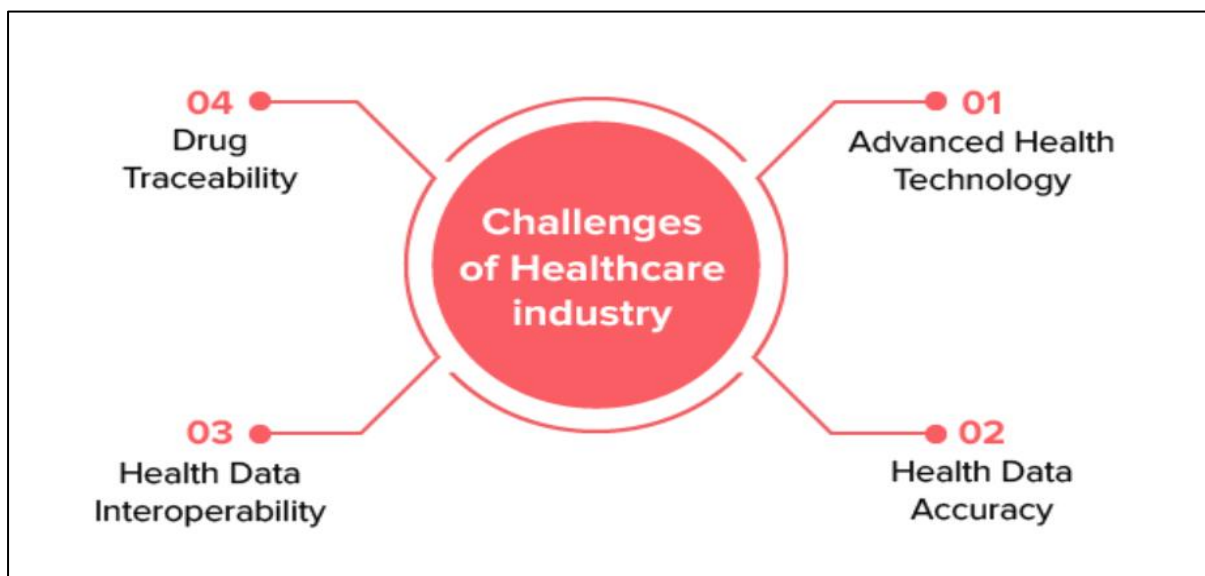 Challenges
of Healthcare
industry
01
Advanced Health
Technology
02
Health Data
Accuracy
03
Health Data
Interoperability
04
Drug
Traceability